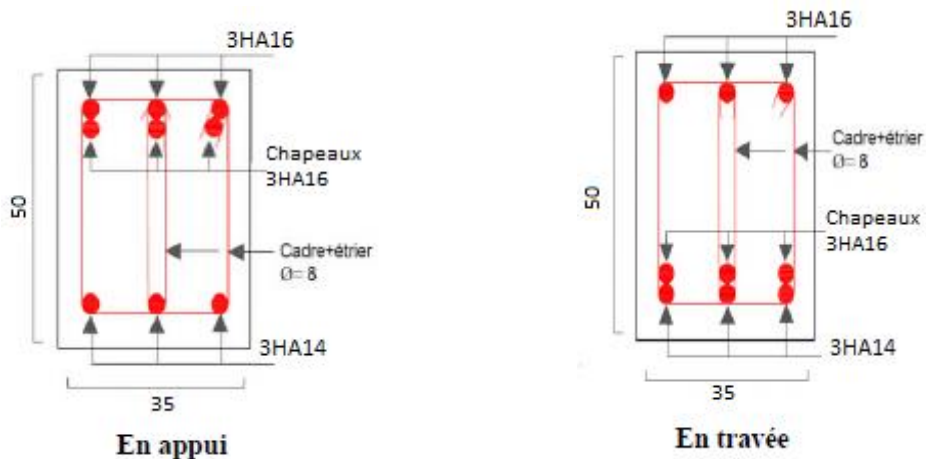 3HA16
50
Chapeaux
3HA16
Cadre+étrier
Ø= 8
3HA14
35
En appui
3HA16
50
Cadre+étrier
Ø= 8
Chapeaux
3HA16
3HA14
35
En travée